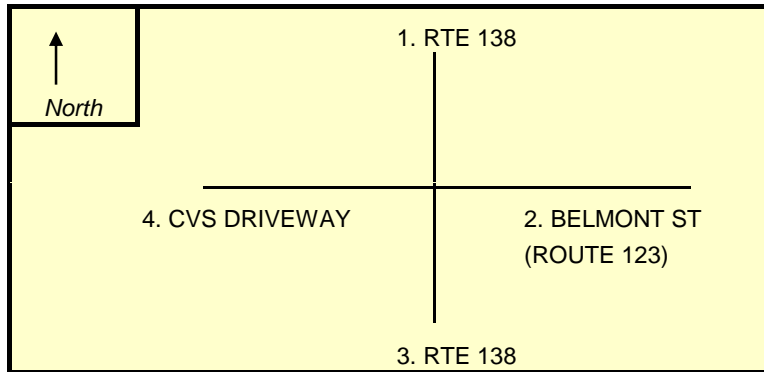 1. RTE 138
North
4. CVS DRIVEWAY
2. BELMONT ST
(ROUTE 123)
3. RTE 138